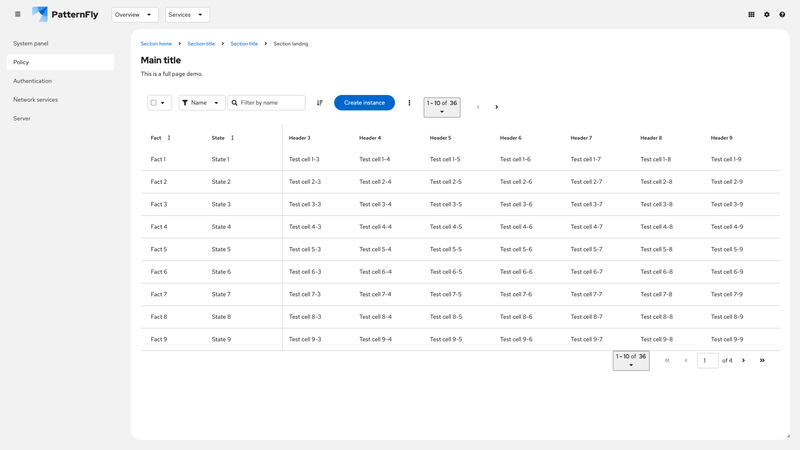 PatternFly Overview Services
System panel
Policy
Authentication
Network services
Server
Section home Section title Section title Section landing
Main title
This is a full page demo.
Name Filter by name Create instance 1 - 10 of 36
Fact State Header 3 Header 4 Header 5 Header 6 Header 7 Header 8 Header 9
Fact 1 State 1 Test cell 1-3 Test cell 1-4 Test cell 1-5 Test cell 1-6 Test cell 1-7 Test cell 1-8 Test cell 1-9
Fact 2 State 2 Test cell 2-3 Test cell 2-4 Test cell 2-5 Test cell 2-6 Test cell 2-7 Test cell 2-8 Test cell 2-9
Fact 3 State 3 Test cell 3-3 Test cell 3-4 Test cell 3-5 Test cell 3-6 Test cell 3-7 Test cell 3-8 Test cell 3-9
Fact 4 State 4 Test cell 4-3 Test cell 4-4 Test cell 4-5 Test cell 4-6 Test cell 4-7 Test cell 4-8 Test cell 4-9
Fact 5 State 5 Test cell 5-3 Test cell 5-4 Test cell 5-5 Test cell 5-6 Test cell 5-7 Test cell 5-8 Test cell 5-9
Fact 6 State 6 Test cell 6-3 Test cell 6-4 Test cell 6-5 Test cell 6-6 Test cell 6-7 Test cell 6-8 Test cell 6-9
Fact 7 State 7 Test cell 7-3 Test cell 7-4 Test cell 7-5 Test cell 7-6 Test cell 7-7 Test cell 7-8 Test cell 7-9
Fact 8 State 8 Test cell 8-3 Test cell 8-4 Test cell 8-5 Test cell 8-6 Test cell 8-7 Test cell 8-8 Test cell 8-9
Fact 9 State 9 Test cell 9-3 Test cell 9-4 Test cell 9-5 Test cell 9-6 Test cell 9-7 Test cell 9-8 Test cell 9-9
1 - 10 of 36 1 of 4